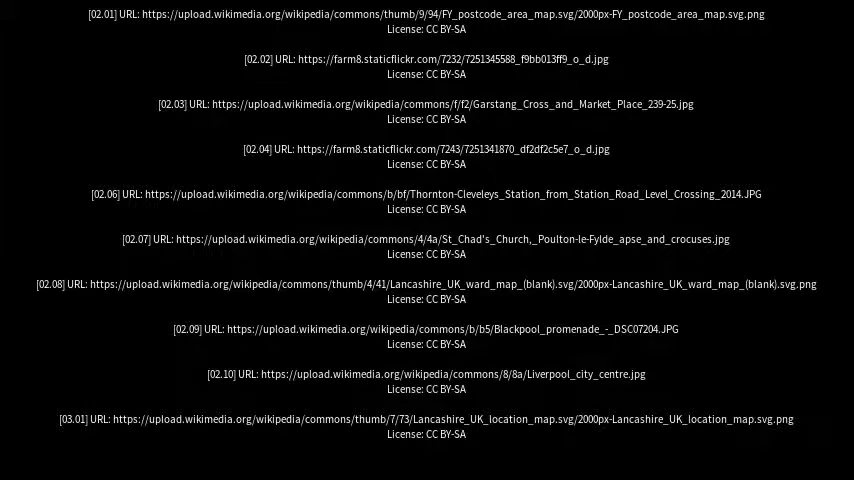 [02.01] URL: https://upload.wikimedia.org/wikipedia/commons/thumb/9/94/FY_postcode_area_map.svg/2000px-FY_postcode_area_map.svg.png
License: CC BY-SA
[02.02] URL: https://farm8.staticflickr.com/7232/7251345588_f9bb013ff9_o_d.jpg
License: CC BY-SA
[02.03] URL: https://upload.wikimedia.org/wikipedia/commons/f/f2/Garstang_Cross_and_Market_Place_239-25.jpg
License: CC BY-SA
[02.04] URL: https://farm8.staticflickr.com/7243/7251341870_df2df2c5e7_o_d.jpg
License: CC BY-SA
[02.06] URL: https://upload.wikimedia.org/wikipedia/commons/b/bf/Thornton-Cleveleys_Station_from_Station_Road_Level_Crossing_2014.JPG
License: CC BY-SA
[02.07] URL: https://upload.wikimedia.org/wikipedia/commons/4/4a/St_Chad's_Church,_Poulton-le-Fylde_apse_and_crocuses.jpg
License: CC BY-SA
[02.08] URL: https://upload.wikimedia.org/wikipedia/commons/thumb/4/41/Lancashire_UK_ward_map_(blank).svg/2000px-Lancashire_UK_ward_map_(blank).svg.png
License: CC BY-SA
[02.09] URL: https://upload.wikimedia.org/wikipedia/commons/b/b5/Blackpool_promenade_-_DSC07204.JPG
License: CC BY-SA
[02.10] URL: https://upload.wikimedia.org/wikipedia/commons/8/8a/Liverpool_city_centre.jpg
License: CC BY-SA
[03.01] URL: https://upload.wikimedia.org/wikipedia/commons/thumb/7/73/Lancashire_UK_location_map.svg/2000px-Lancashire_UK_location_map.svg.png
License: CC BY-SA